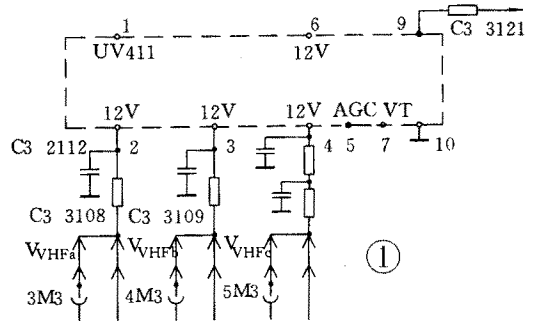 1 6 9 C3 3121
UV411 12V
12V 12V 12V AGC VT
C3 2112 2 3 4 5 7 10
C3 3108 C3 3109
VVHFa VVHFb VVHFc ①
3M3 4M3 5M3